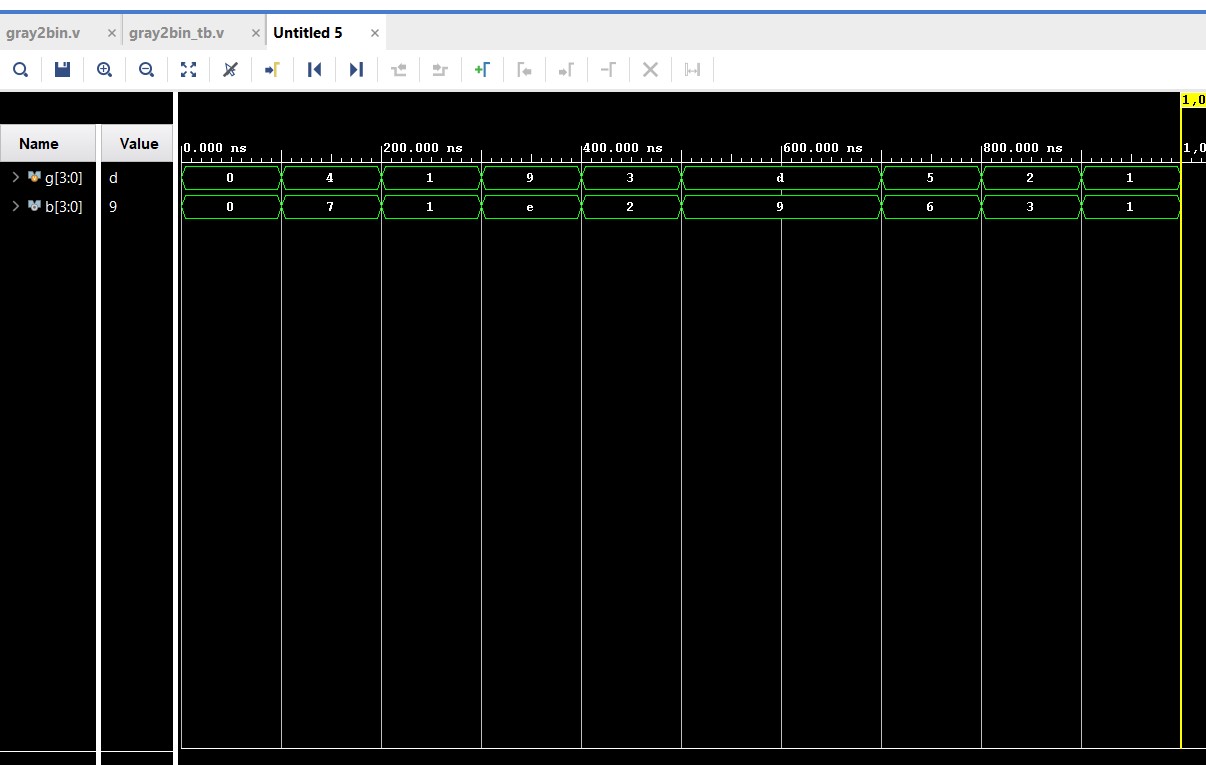 gray2bin.v × gray2bin_tb.v × Untitled 5 ×
1,0
Name Value 0.000 ns 200.000 ns 400.000 ns 600.000 ns 800.000 ns 1,0
g[3:0] d 0 4 1 9 3 d 5 2 1
b[3:0] 9 0 7 1 e 2 9 6 3 1